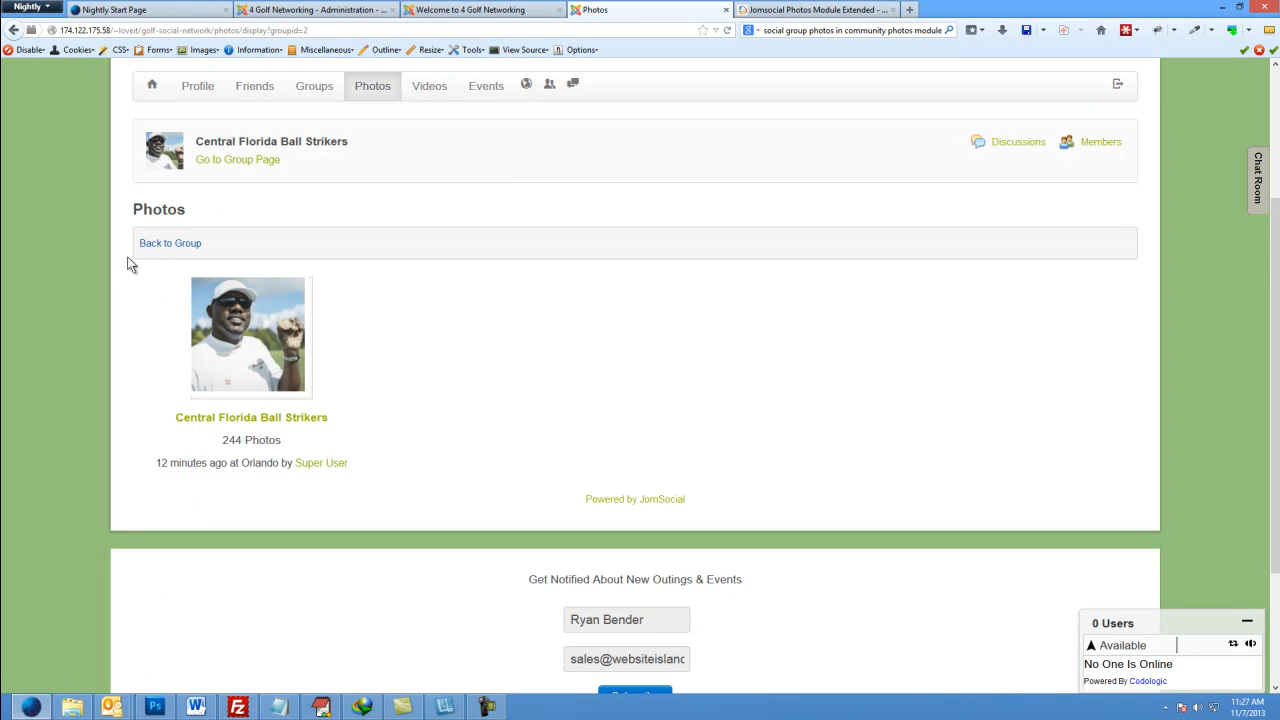 Nightly
Nightly Start Page
4 Golf Networking - Administration - ...
Welcome to 4 Golf Networking
Photos
Jomsocial Photos Module Extended - ...
174.122.175.58/~loveit/golf-social-network/photos/display?groupid=2
social group photos in community photos module
Disable
Cookies
CSS
Forms
Images
Information
Miscellaneous
Outline
Resize
Tools
View Source
Options
Profile
Friends
Groups
Photos
Videos
Events
Central Florida Ball Strikers
Go to Group Page
Discussions
Members
Chat Room
Photos
Back to Group
Central Florida Ball Strikers
244 Photos
12 minutes ago at Orlando by Super User
Powered by JomSocial
Get Notified About New Outings & Events
Ryan Bender
sales@websiteislanc
0 Users
Available
No One Is Online
Powered By Codologic
11:27 AM
11/7/2013